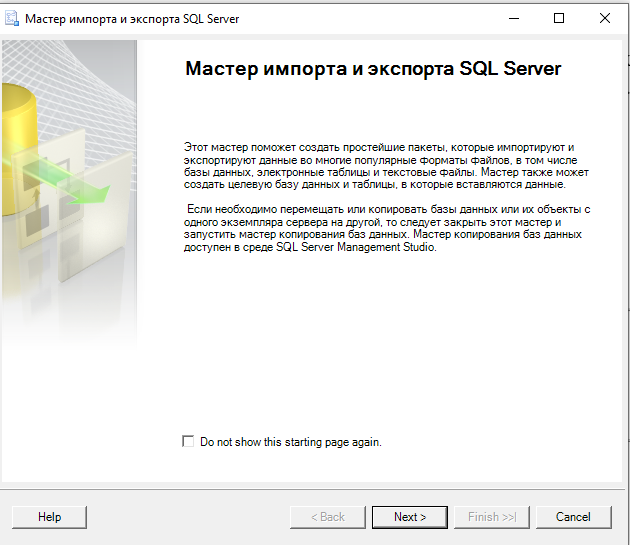 Мастер импорта и экспорта SQL Server
Мастер импорта и экспорта SQL Server
Этот мастер поможет создать простейшие пакеты, которые импортируют и
экспортируют данные во многие популярные форматы файлов, в том числе
базы данных, электронные таблицы и текстовые файлы. Мастер также может
создать целевую базу данных и таблицы, в которые вставляются данные.
Если необходимо перемещать или копировать базы данных или их объекты с
одного экземпляра сервера на другой, то следует закрыть этот мастер и
запустить мастер копирования баз данных. Мастер копирования баз данных
доступен в среде SQL Server Management Studio.
Do not show this starting page again.
Help
< Back
Next >
Finish >>|
Cancel